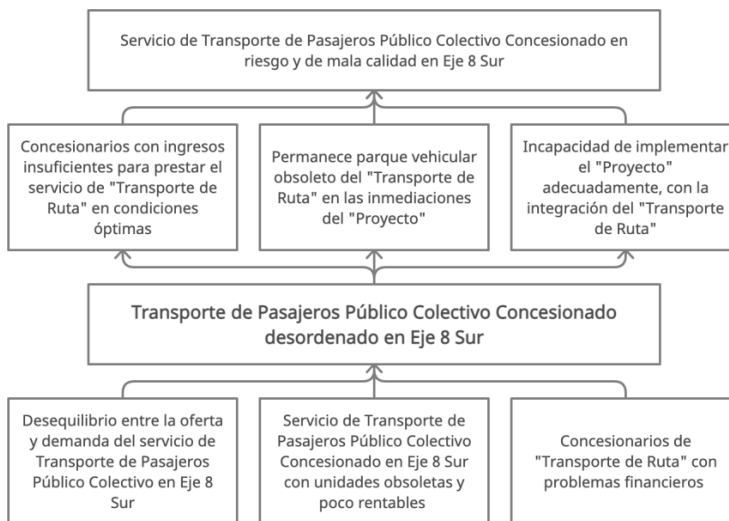 Servicio de Transporte de Pasajeros Público Colectivo Concesionado en
riesgo y de mala calidad en Eje 8 Sur
Concesionarios con ingresos
insuficientes para prestar el
servicio de "Transporte de
Ruta" en condiciones
óptimas
Permanece parque vehicular
obsoleto del "Transporte de
Ruta" en las inmediaciones
del "Proyecto"
Incapacidad de implementar
el "Proyecto"
adecuadamente, con la
integración del "Transporte
de Ruta"
Transporte de Pasajeros Público Colectivo Concesionado
desordenado en Eje 8 Sur
Desequilibrio entre la oferta
y demanda del servicio de
Transporte de Pasajeros
Público Colectivo en Eje 8
Sur
Servicio de Transporte de
Pasajeros Público Colectivo
Concesionado en Eje 8 Sur
con unidades obsoletas y
poco rentables
Concesionarios de
"Transporte de Ruta" con
problemas financieros